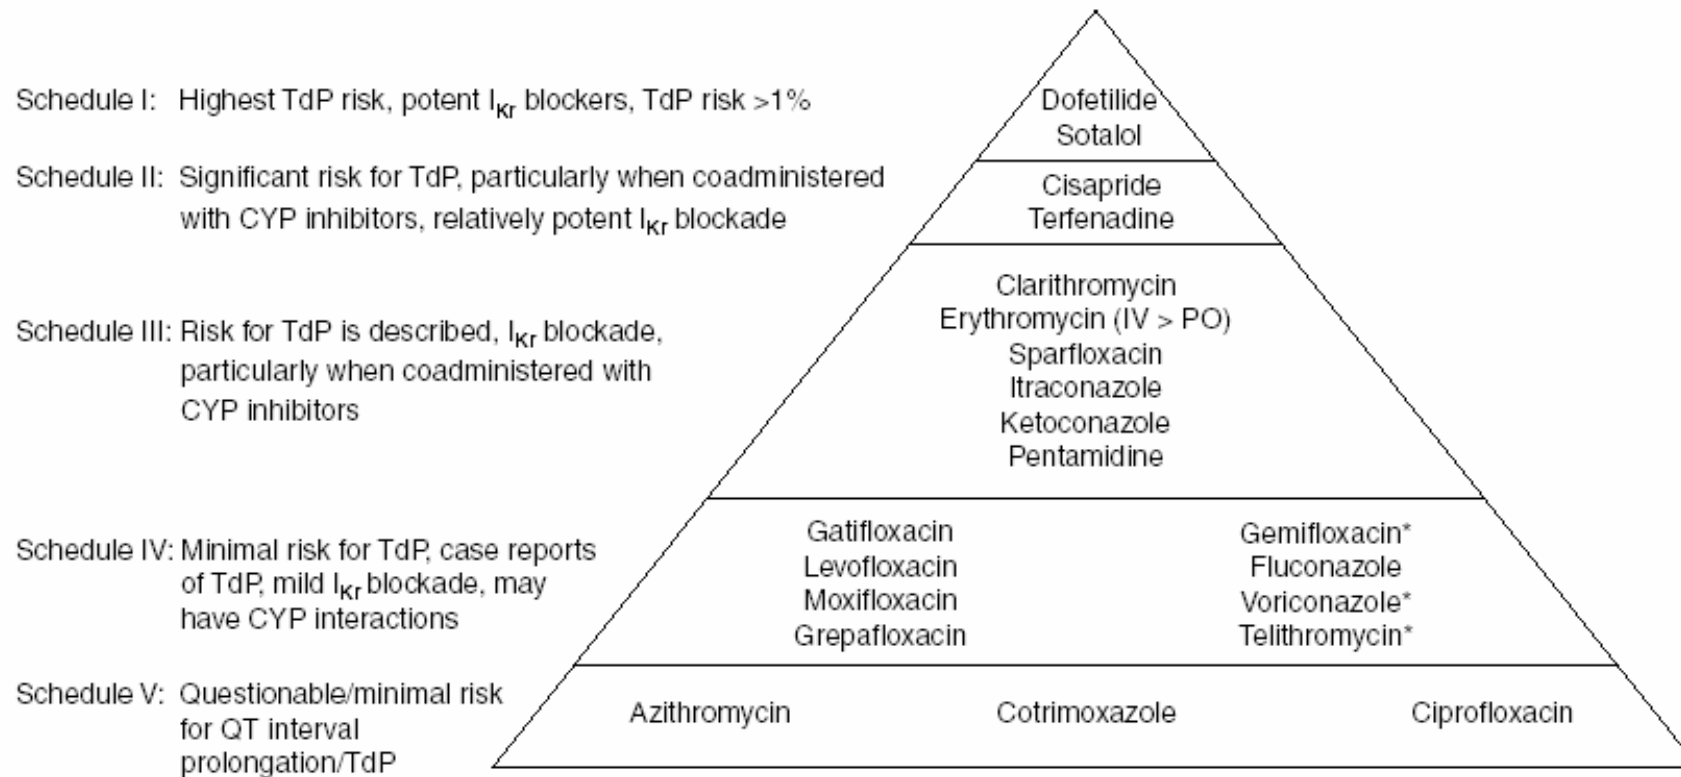 Schedule I: Highest TdP risk, potent IKr blockers, TdP risk >1%
Dofetilide
Sotalol
Schedule II: Significant risk for TdP, particularly when coadministered
with CYP inhibitors, relatively potent IKr blockade
Cisapride
Terfenadine
Schedule III: Risk for TdP is described, IKr blockade,
particularly when coadministered with
CYP inhibitors
Clarithromycin
Erythromycin (IV > PO)
Sparfloxacin
Itraconazole
Ketoconazole
Pentamidine
Schedule IV: Minimal risk for TdP, case reports
of TdP, mild IKr blockade, may
have CYP interactions
Gatifloxacin
Levofloxacin
Moxifloxacin
Grepafloxacin
Gemifloxacin*
Fluconazole
Voriconazole*
Telithromycin*
Schedule V: Questionable/minimal risk
for QT interval
prolongation/TdP
Azithromycin
Cotrimoxazole
Ciprofloxacin